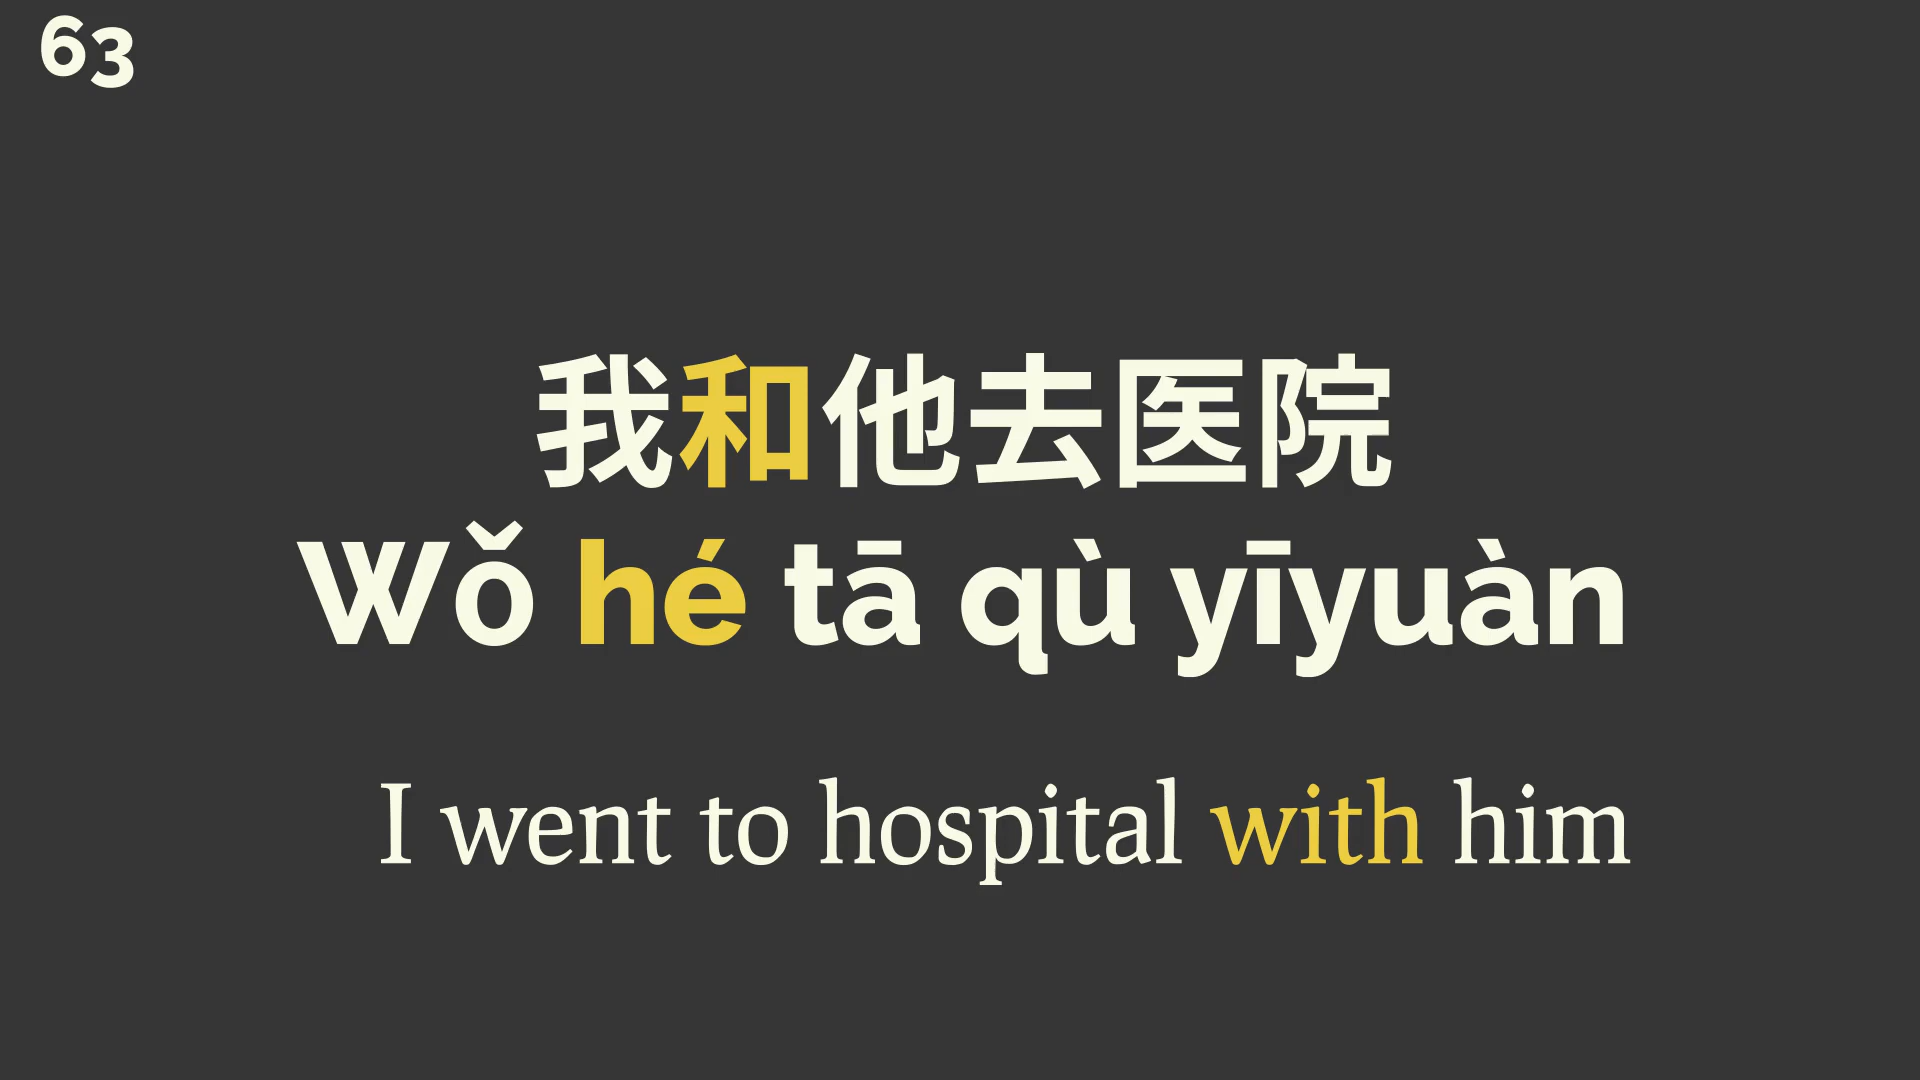 63
我和他去医院
Wǒ hé tā qù yīyuàn
I went to hospital with him